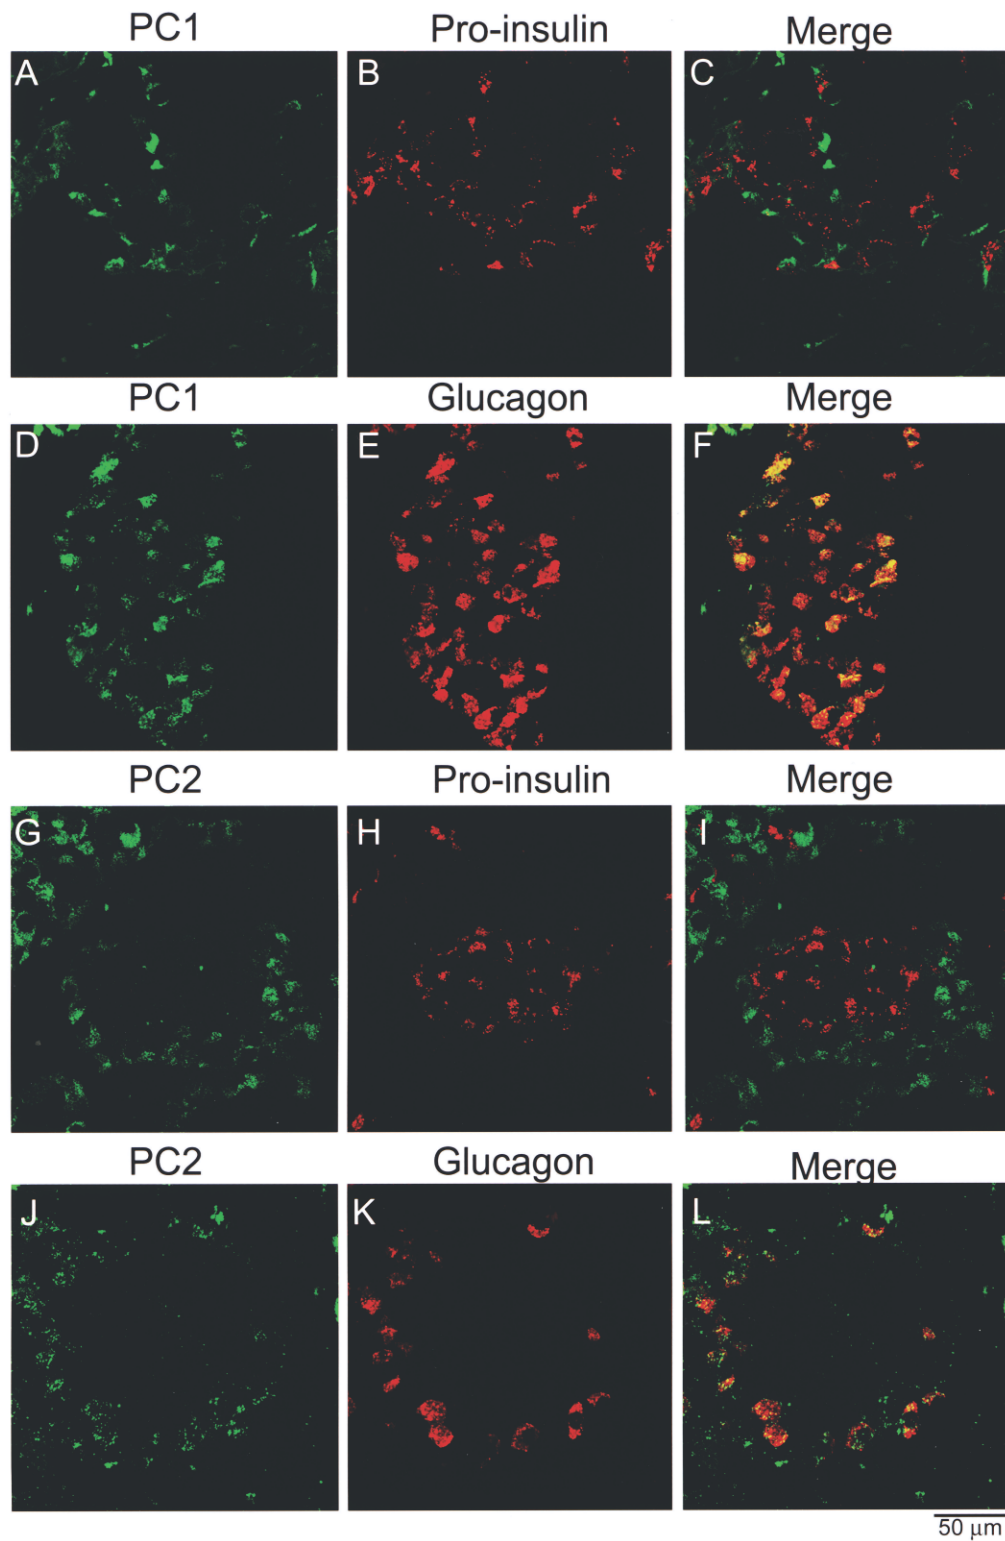 PC1 Pro-insulin Merge
A B C
PC1 Glucagon Merge
D E F
PC2 Pro-insulin Merge
G H I
PC2 Glucagon Merge
J K L
50 μm